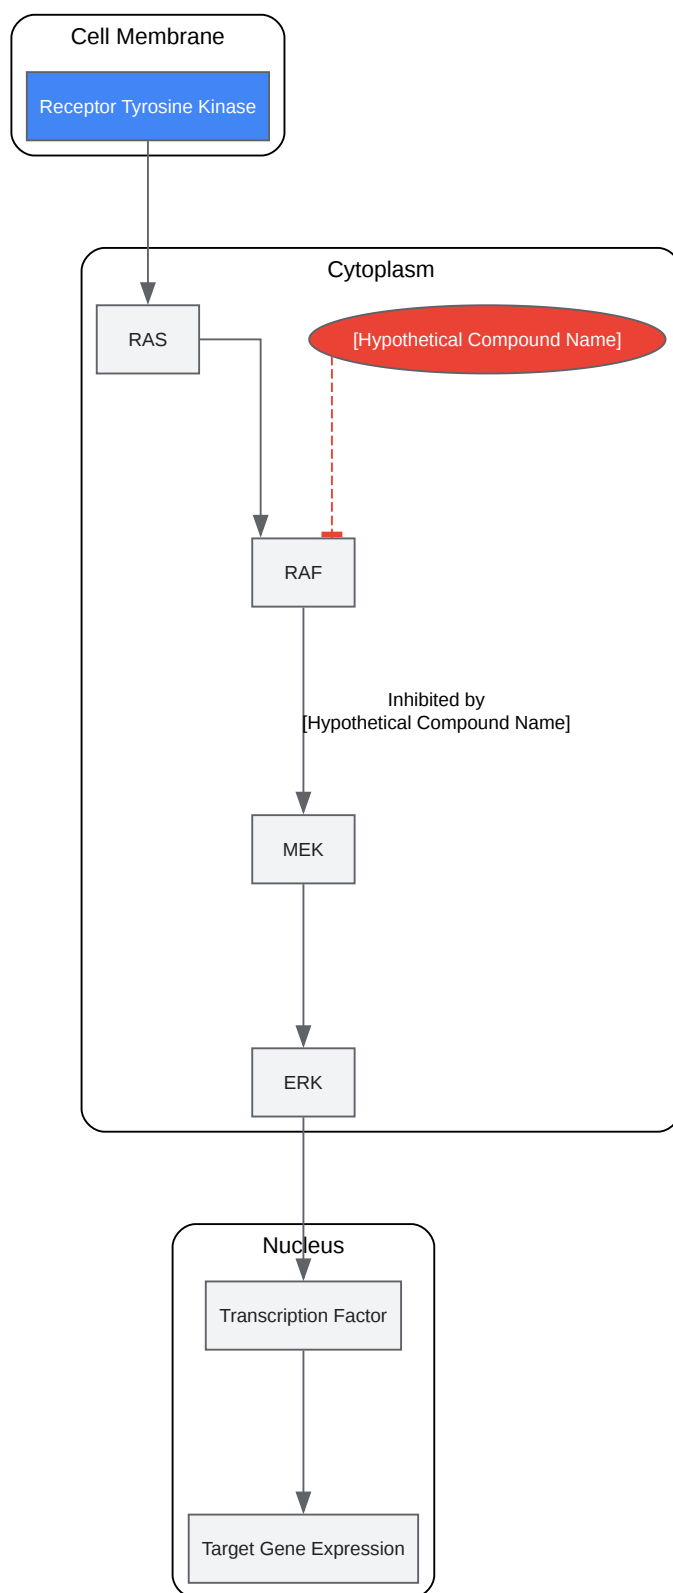 Cell Membrane
Receptor Tyrosine Kinase
Cytoplasm
RAS
[Hypothetical Compound Name]
RAF
Inhibited by
[Hypothetical Compound Name]
MEK
ERK
Nucleus
Transcription Factor
Target Gene Expression